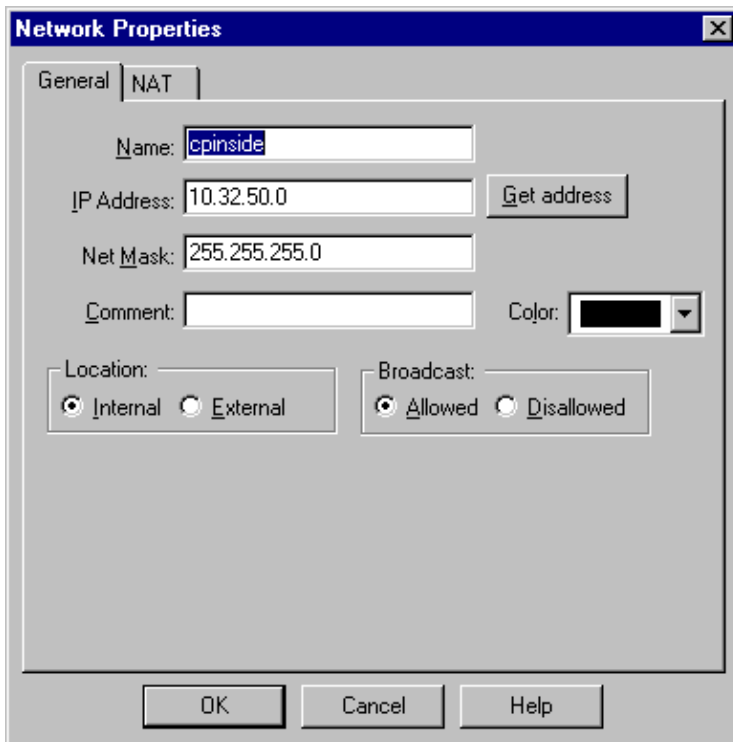 Network Properties
General NAT
Name: cpinside
IP Address: 10.32.50.0 Get address
Net Mask: 255.255.255.0
Comment: Color:
Location: Broadcast:
Internal External Allowed Disallowed
OK Cancel Help